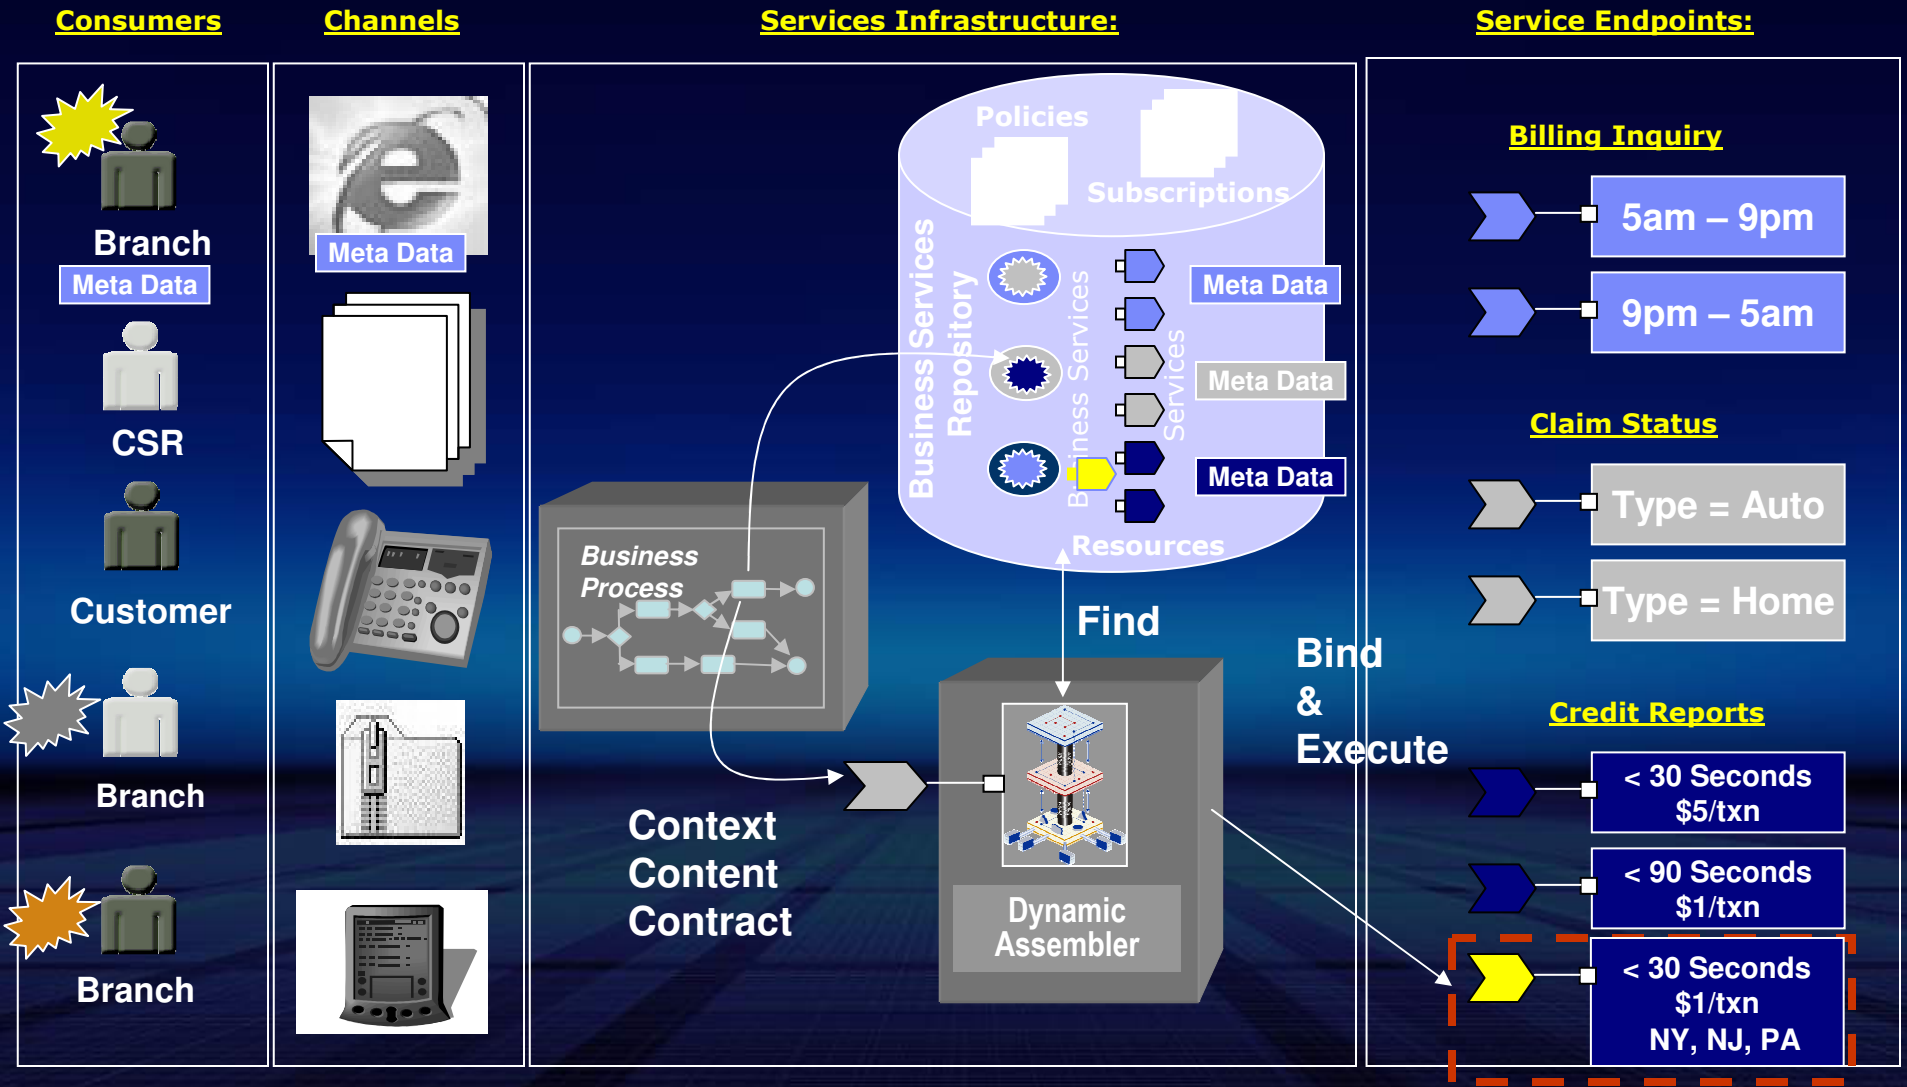 Consumers
Channels
Services Infrastructure:
Service Endpoints:
Branch
Meta Data
CSR
Customer
Branch
Branch
Meta Data
Policies
Subscriptions
Business Services
Repository
Business Services
Services
Meta Data
Meta Data
Meta Data
Resources
Business
Process
Find
Bind
&
Execute
Context
Content
Contract
Dynamic
Assembler
Billing Inquiry
5am – 9pm
9pm – 5am
Claim Status
Type = Auto
Type = Home
Credit Reports
< 30 Seconds
$5/txn
< 90 Seconds
$1/txn
< 30 Seconds
$1/txn
NY, NJ, PA